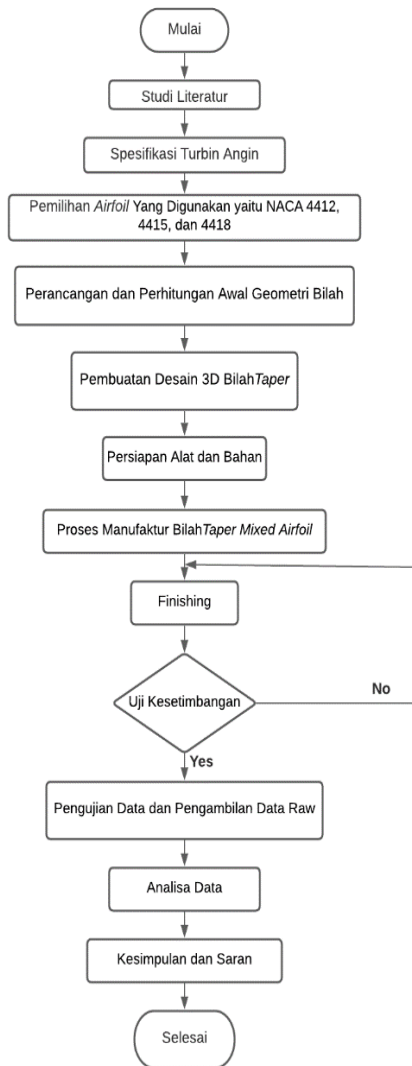 Mulai
Studi Literatur
Spesifikasi Turbin Angin
Pemilihan Airfoil Yang Digunakan yaitu NACA 4412,
4415, dan 4418
Perancangan dan Perhitungan Awal Geometri Bilah
Pembuatan Desain 3D BilahTaper
Persiapan Alat dan Bahan
Proses Manufaktur BilahTaper Mixed Airfoil
Finishing
Uji Kesetimbangan
No
Yes
Pengujian Data dan Pengambilan Data Raw
Analisa Data
Kesimpulan dan Saran
Selesai